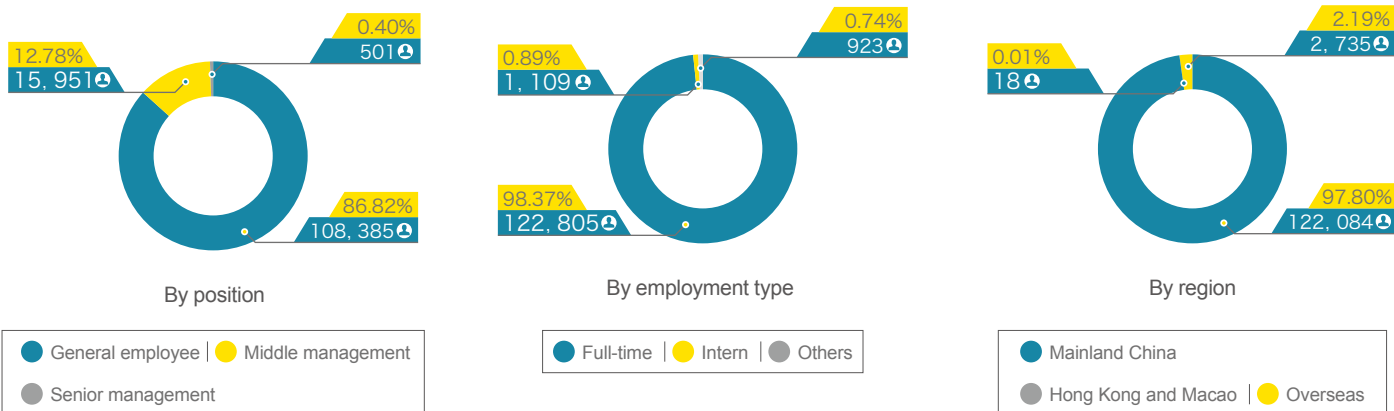 12.78%
15, 951
0.40%
501
86.82%
108, 385
By position
General employee | Middle management
Senior management
0.89%
1, 109
0.74%
923
98.37%
122, 805
By employment type
Full-time | Intern | Others
0.01%
18
2.19%
2, 735
97.80%
122, 084
By region
Mainland China
Hong Kong and Macao | Overseas